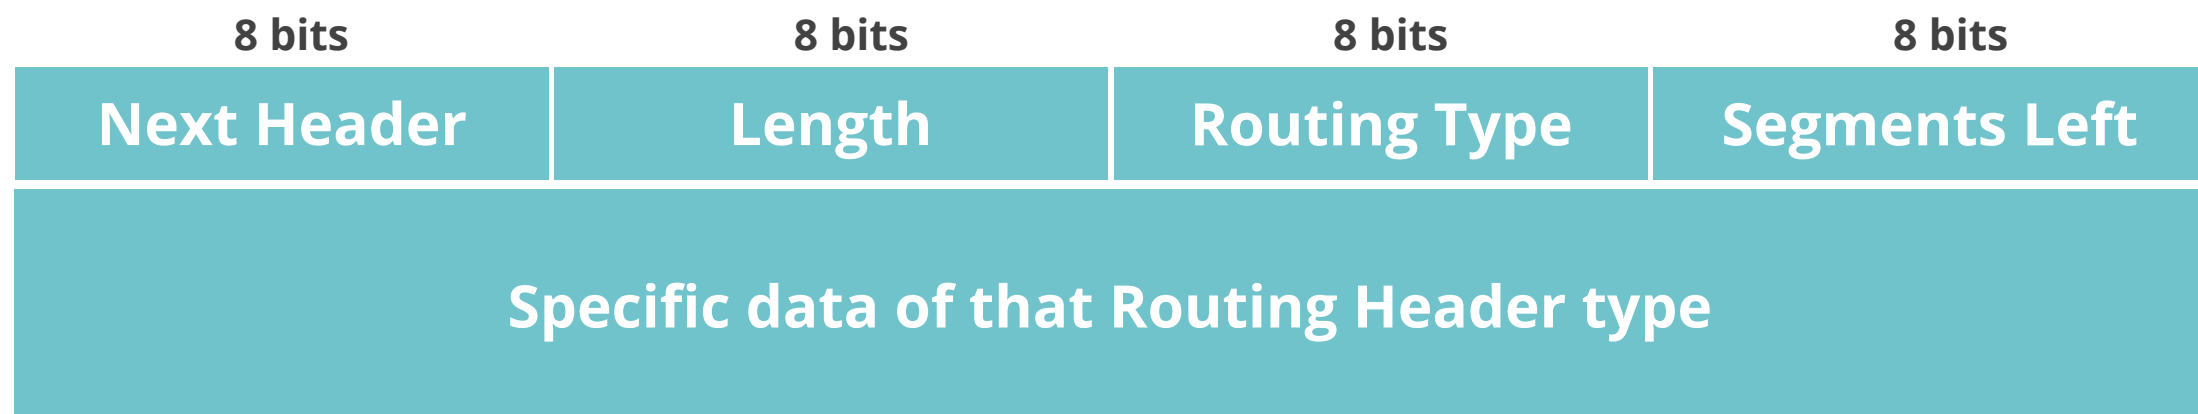 8 bits 8 bits 8 bits 8 bits
Next Header Length Routing Type Segments Left
Specific data of that Routing Header type